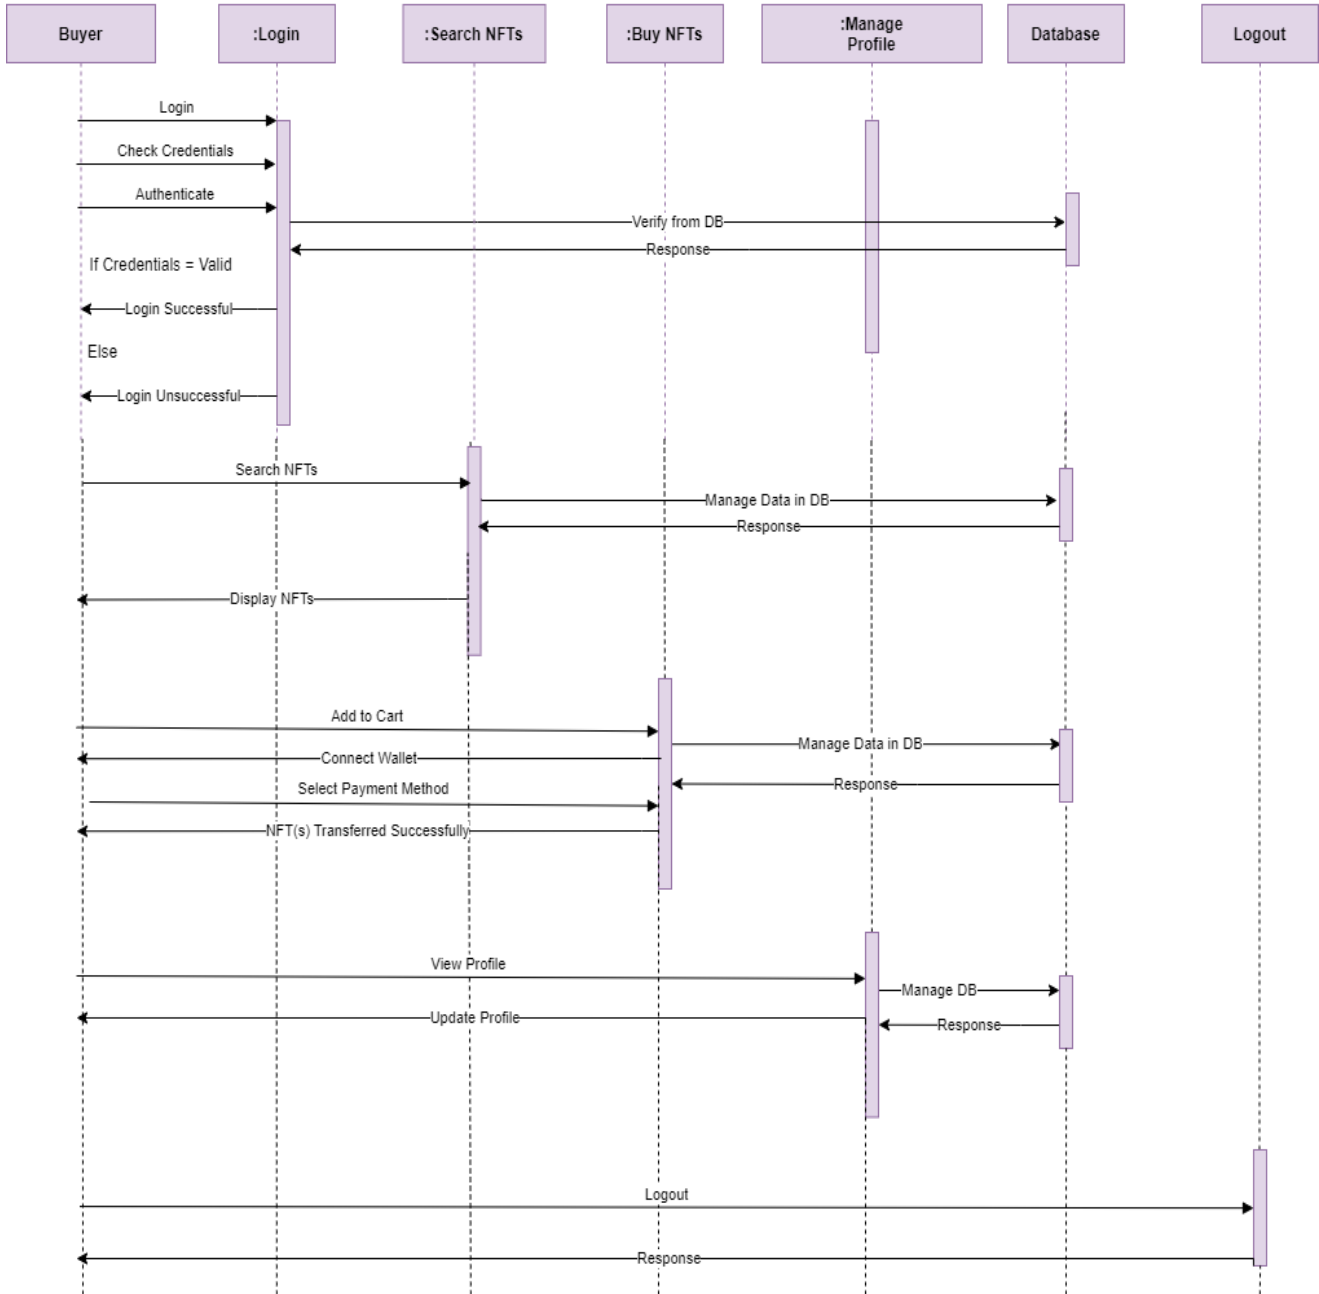 Buyer
:Login
:Search NFTs
:Buy NFTs
:Manage
Profile
Database
Logout
Login
Check Credentials
Authenticate
Verify from DB
Response
If Credentials = Valid
Login Successful
Else
Login Unsuccessful
Search NFTs
Manage Data in DB
Response
Display NFTs
Add to Cart
Manage Data in DB
Connect Wallet
Response
Select Payment Method
NFT(s) Transferred Successfully
View Profile
Manage DB
Update Profile
Response
Logout
Response